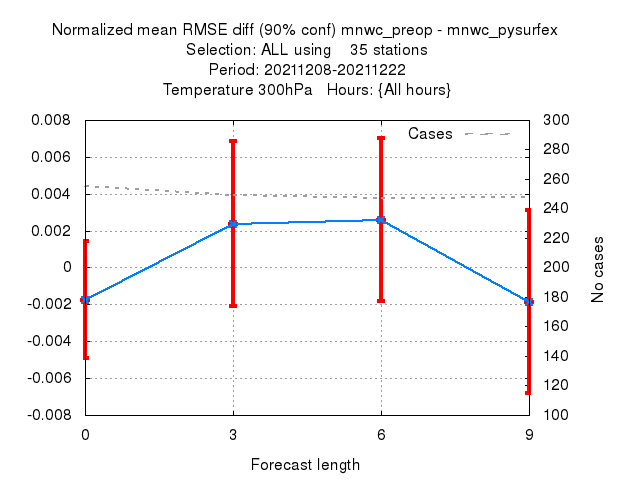 Normalized mean RMSE diff (90% conf) mnwc_preop - mnwc_pysurfex
Selection: ALL using    35 stations
Period: 20211208-20211222
Temperature 300hPa   Hours: {All hours}
Cases
0.008
0.006
0.004
0.002
0
-0.002
-0.004
-0.006
-0.008
300
280
260
240
220
200
180
160
140
120
100
No cases
0 3 6 9
Forecast length